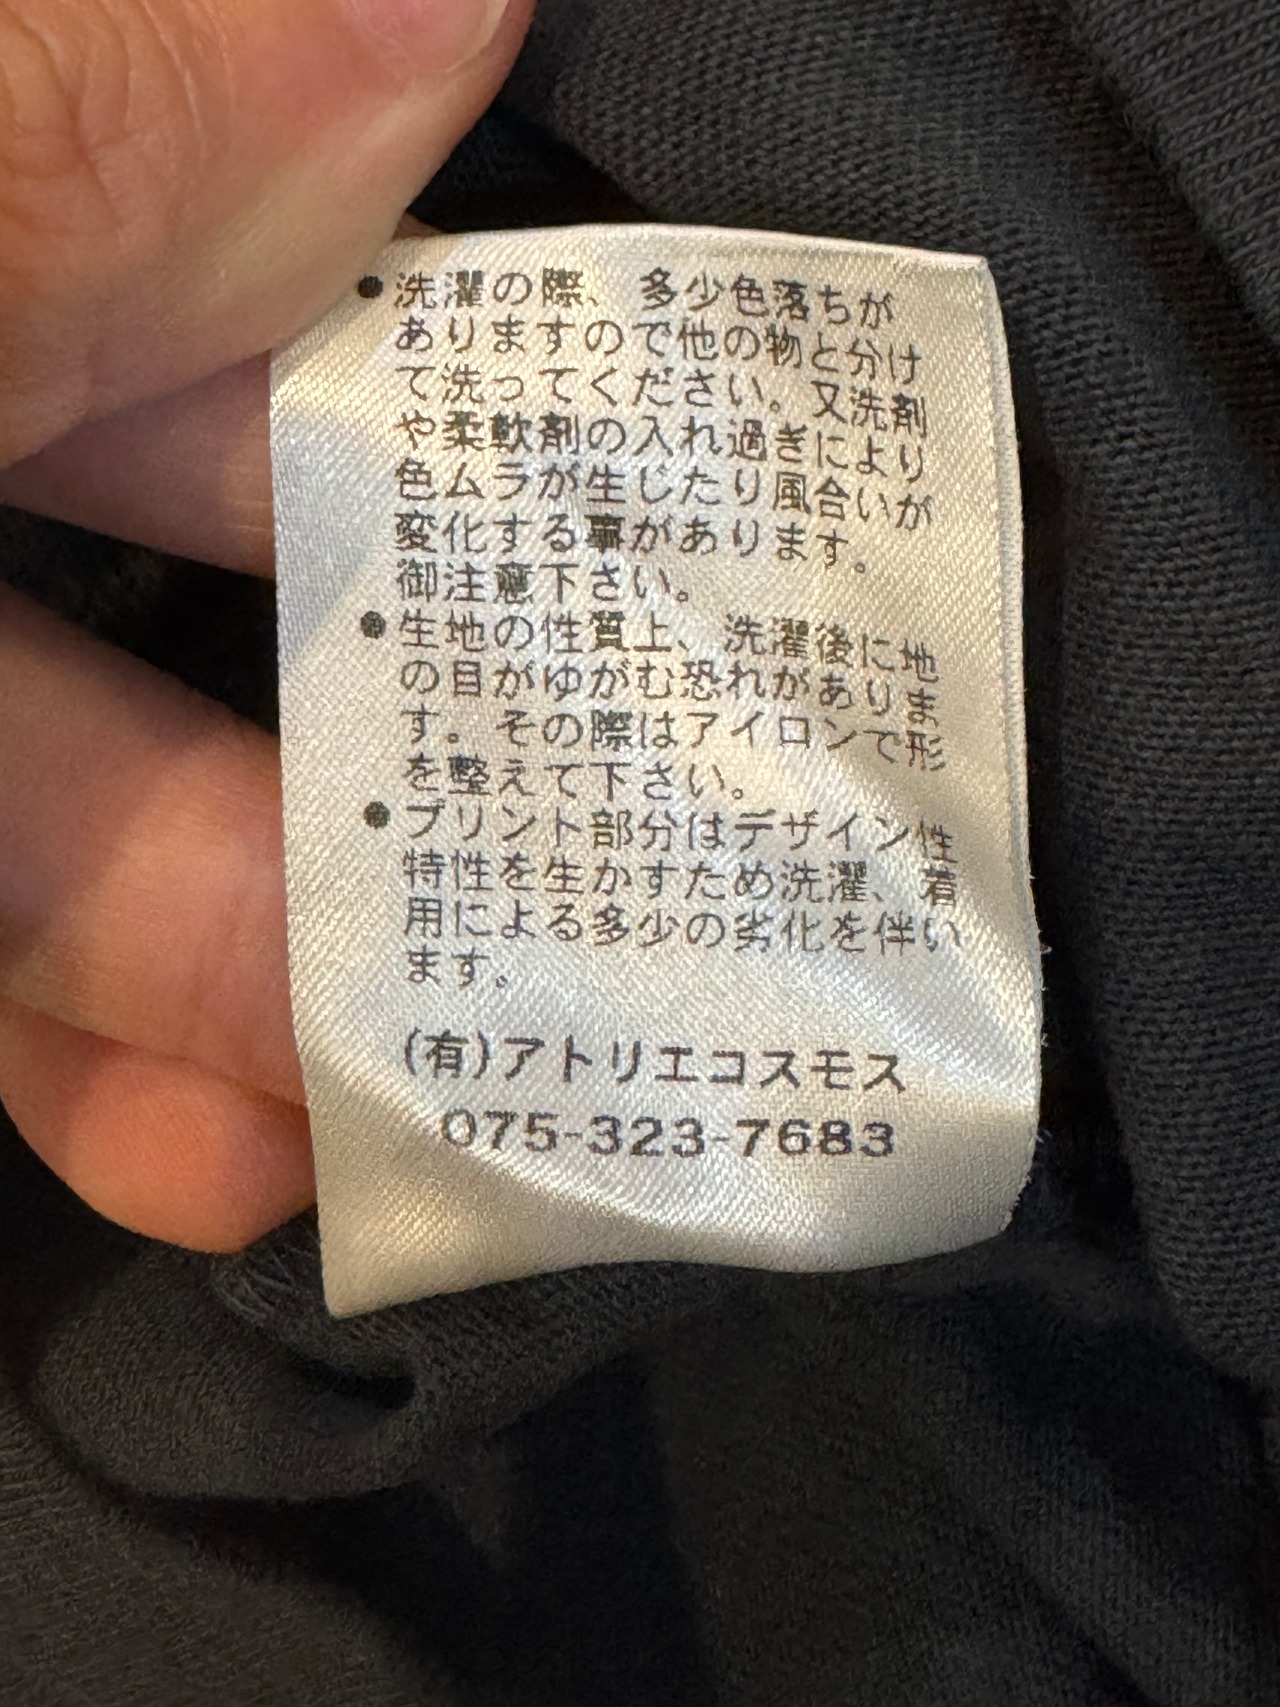 ●洗濯の際、多少色落ちが
ありますので他の物と分け
て洗ってください。又洗剤
や柔軟剤の入れ過ぎにより
色ムラが生じたり風合いが
変化する事があります。
御注意下さい。
●生地の性質上、洗濯後に地
の目がゆがむ恐れがありま
す。その際はアイロンで形
を整えて下さい。
●プリント部分はデザイン性
特性を生かすため洗濯、着
用による多少の劣化を伴い
ます。
(有)アトリエコスモス
075-323-7683